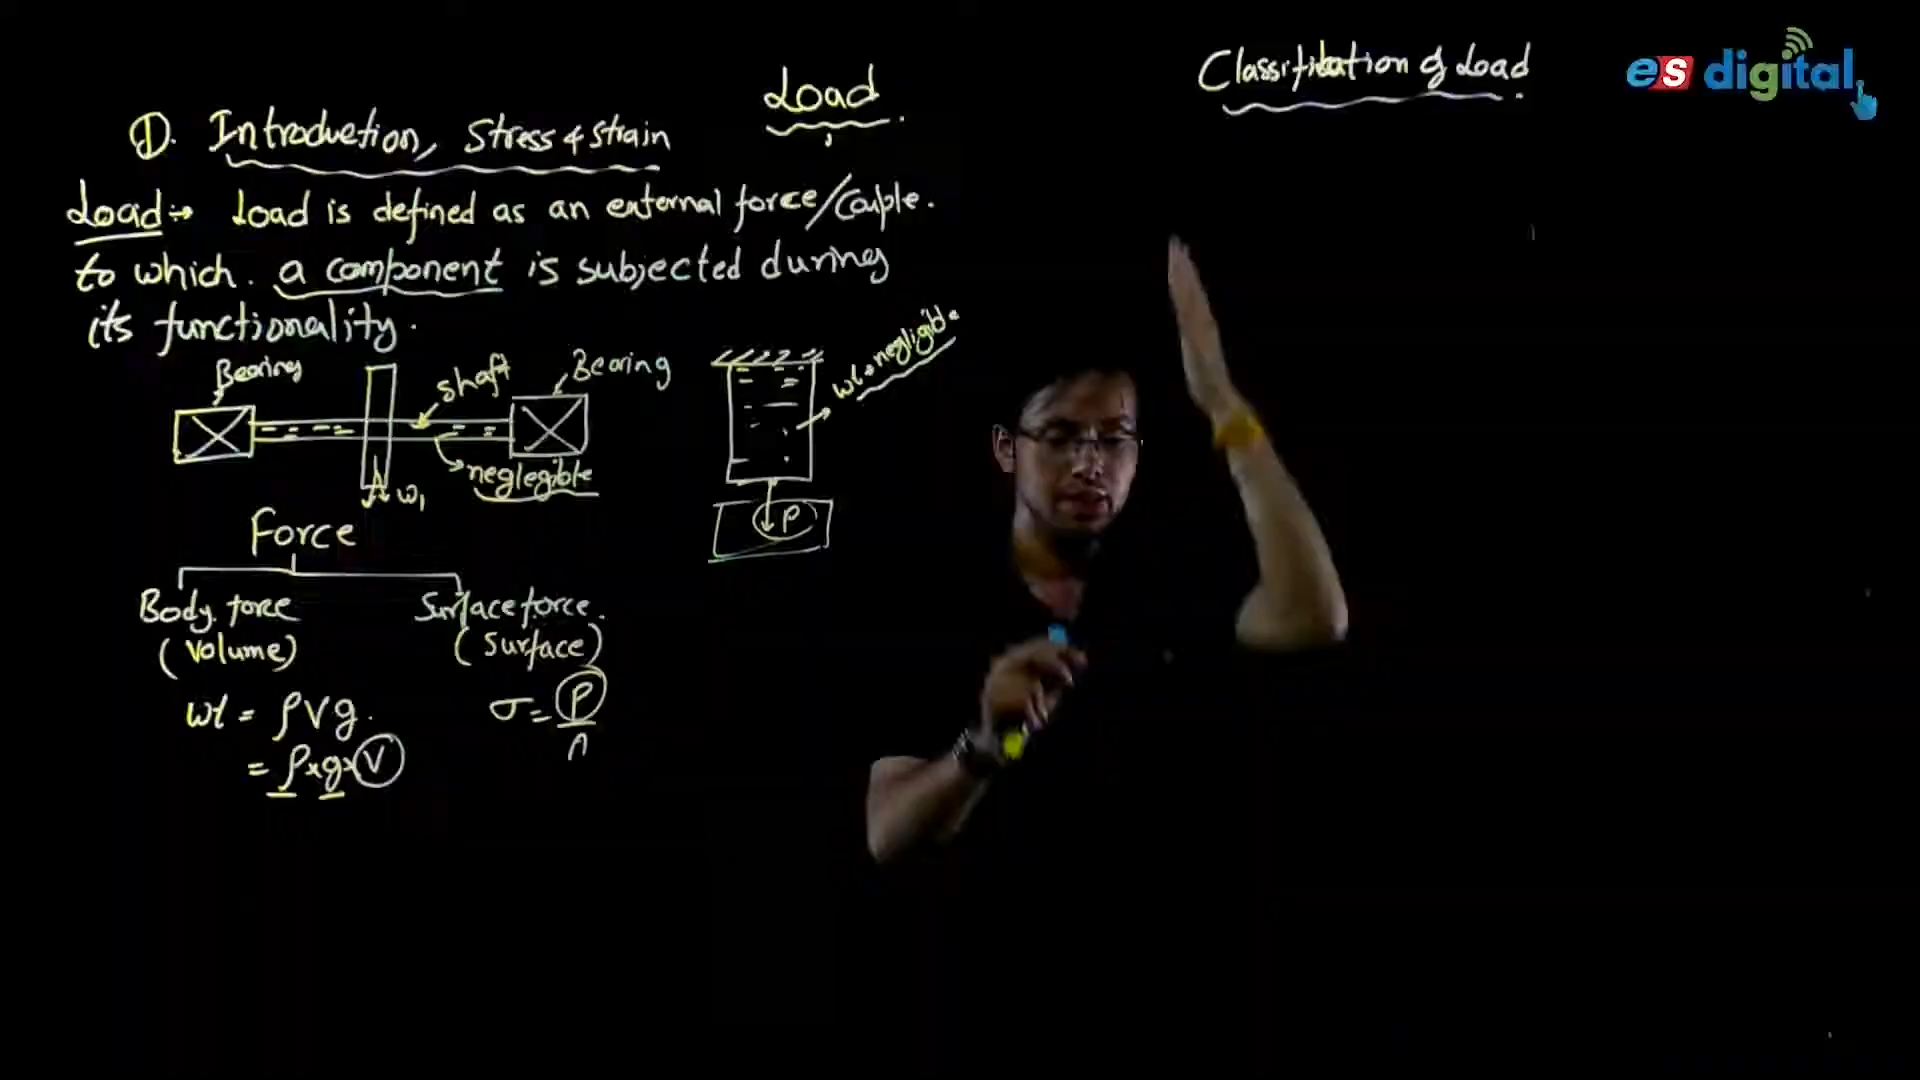 Load
① Introduction, Stress & Strain
Load :→ Load is defined as an external force/Couple.
to which. a component is subjected during
its functionality.
Bearing
shaft
Bearing
neglegible
w₁
wt → negligible
P
Force
Body force
(Volume)
Surface force.
(Surface)
wt = ρVg.
= ρ×g×V
σ = P/A
Classification of Load
es digital